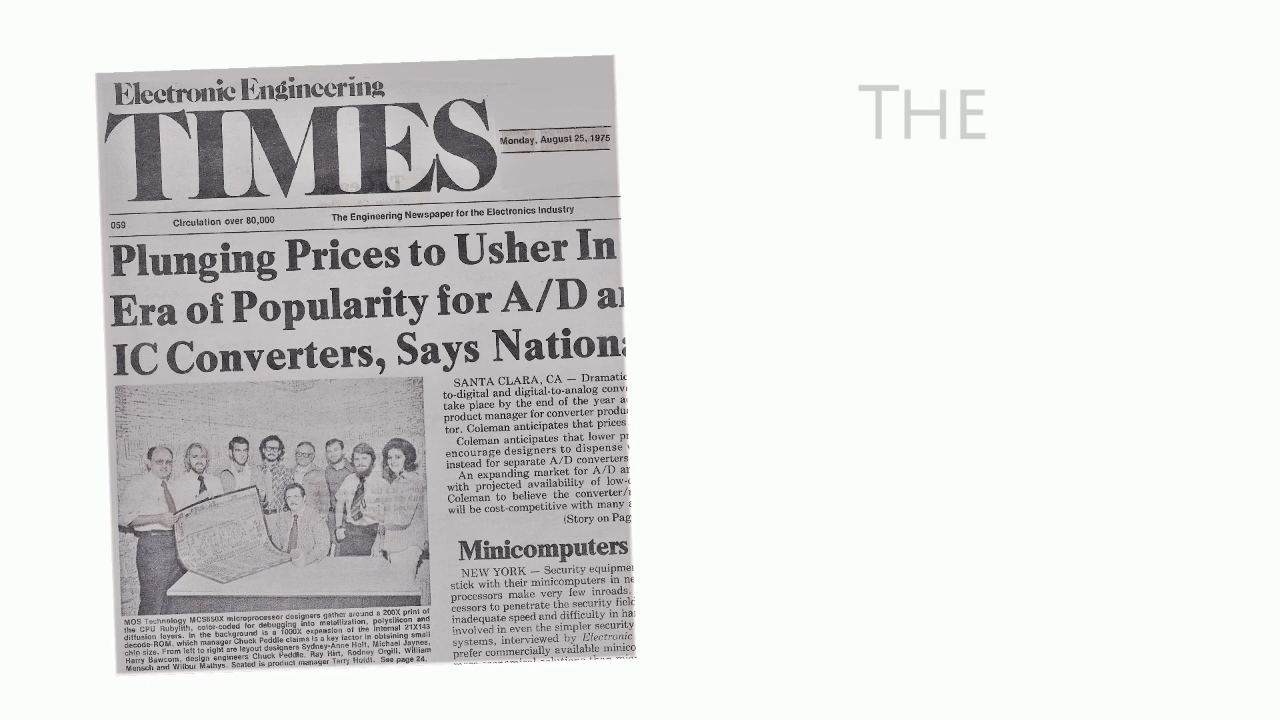 Electronic Engineering
TIMES
Monday, August 25, 1975
059 Circulation over 80,000 The Engineering Newspaper for the Electronics Industry
Plunging Prices to Usher In
Era of Popularity for A/D a
IC Converters, Says Nation
SANTA CLARA, CA — Dramatic
to-digital and digital-to-analog conv
take place by the end of the year a
product manager for converter produ
tor. Coleman anticipates that prices
Coleman anticipates that lower p
encourage designers to dispense
instead for separate A/D converters
An expanding market for A/D a
with projected availability of low-c
Coleman to believe the converter/
will be cost-competitive with many
(Story on Pag
Minicomputers
NEW YORK — Security equipme
stick with their minicomputers in ne
processors make very few inroads.
cessors to penetrate the security field
inadequate speed and difficulty in ha
involved in even the simpler security
systems, interviewed by Electronic
prefer commercially available minico
MOS Technology MCS650X microprocessor designers gather around a 200X print of
the CPU Rubylith, color-coded for debugging into metallization, polysilicon and
diffusion layers. In the background is a 1000X expansion of the internal 21X143
decode-ROM, which manager Chuck Peddle claims is a key factor in obtaining small
chip size. From left to right are layout designers Sydney-Anne Holt, Michael Jaynes,
Harry Bawcom, design engineers Chuck Peddle, Ray Hirt, Rodney Orgill, William
Mensch and Wilbur Mathys. Seated is product manager Terry Holdt. See page 24.
THE